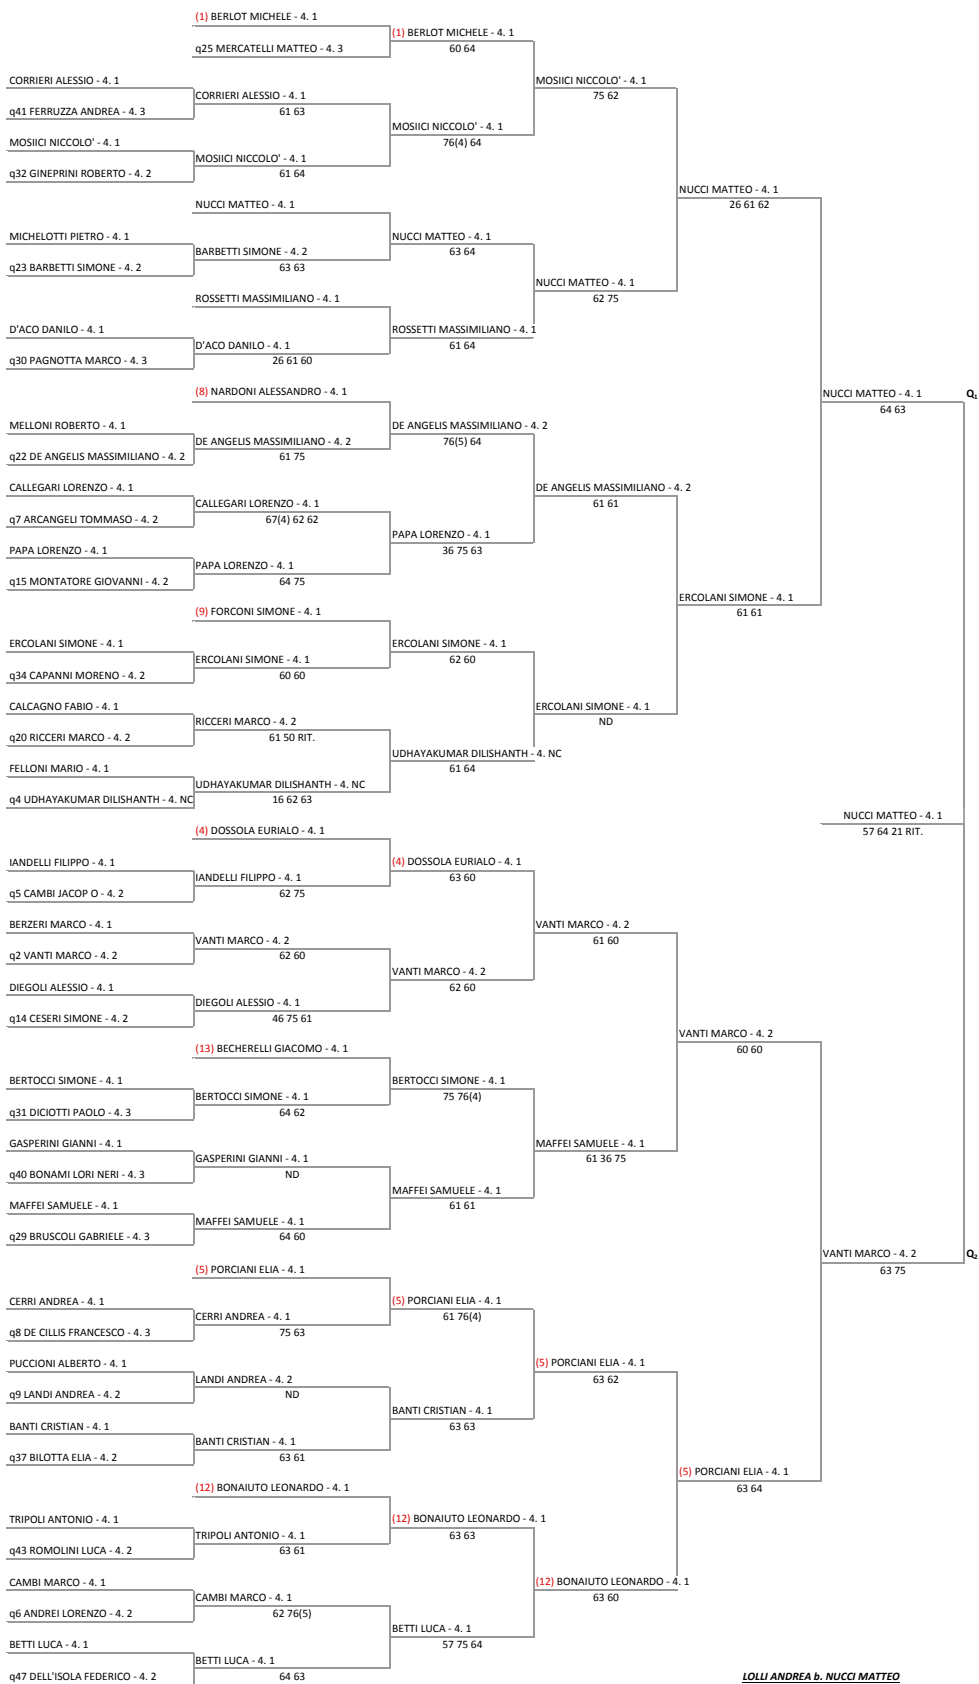 (1) BERLOT MICHELE - 4. 1
q25 MERCATELLI MATTEO - 4. 3
(1) BERLOT MICHELE - 4. 1
60 64
CORRIERI ALESSIO - 4. 1
q41 FERRUZZA ANDREA - 4. 3
CORRIERI ALESSIO - 4. 1
61 63
MOSIICI NICCOLO' - 4. 1
75 62
MOSIICI NICCOLO' - 4. 1
76(4) 64
MOSIICI NICCOLO' - 4. 1
q32 GINEPRINI ROBERTO - 4. 2
MOSIICI NICCOLO' - 4. 1
61 64
NUCCI MATTEO - 4. 1
26 61 62
NUCCI MATTEO - 4. 1
MICHELOTTI PIETRO - 4. 1
q23 BARBETTI SIMONE - 4. 2
BARBETTI SIMONE - 4. 2
63 63
NUCCI MATTEO - 4. 1
63 64
NUCCI MATTEO - 4. 1
62 75
ROSSETTI MASSIMILIANO - 4. 1
D'ACO DANILO - 4. 1
q30 PAGNOTTA MARCO - 4. 3
D'ACO DANILO - 4. 1
26 61 60
ROSSETTI MASSIMILIANO - 4. 1
61 64
NUCCI MATTEO - 4. 1
64 63
Q1
(8) NARDONI ALESSANDRO - 4. 1
MELLONI ROBERTO - 4. 1
q22 DE ANGELIS MASSIMILIANO - 4. 2
DE ANGELIS MASSIMILIANO - 4. 2
61 75
DE ANGELIS MASSIMILIANO - 4. 2
76(5) 64
CALLEGARI LORENZO - 4. 1
q7 ARCANGELI TOMMASO - 4. 2
CALLEGARI LORENZO - 4. 1
67(4) 62 62
DE ANGELIS MASSIMILIANO - 4. 2
61 61
PAPA LORENZO - 4. 1
36 75 63
PAPA LORENZO - 4. 1
q15 MONTATORE GIOVANNI - 4. 2
PAPA LORENZO - 4. 1
64 75
ERCOLANI SIMONE - 4. 1
61 61
(9) FORCONI SIMONE - 4. 1
ERCOLANI SIMONE - 4. 1
q34 CAPANNI MORENO - 4. 2
ERCOLANI SIMONE - 4. 1
60 60
ERCOLANI SIMONE - 4. 1
62 60
CALCAGNO FABIO - 4. 1
q20 RICCERI MARCO - 4. 2
RICCERI MARCO - 4. 2
61 50 RIT.
ERCOLANI SIMONE - 4. 1
ND
UDHAYAKUMAR DILISHANTH - 4. NC
61 64
FELLONI MARIO - 4. 1
q4 UDHAYAKUMAR DILISHANTH - 4. NC
UDHAYAKUMAR DILISHANTH - 4. NC
16 62 63
NUCCI MATTEO - 4. 1
57 64 21 RIT.
(4) DOSSOLA EURIALO - 4. 1
IANDELLI FILIPPO - 4. 1
q5 CAMBI JACOP O - 4. 2
IANDELLI FILIPPO - 4. 1
62 75
(4) DOSSOLA EURIALO - 4. 1
63 60
BERZERI MARCO - 4. 1
q2 VANTI MARCO - 4. 2
VANTI MARCO - 4. 2
62 60
VANTI MARCO - 4. 2
61 60
VANTI MARCO - 4. 2
62 60
DIEGOLI ALESSIO - 4. 1
q14 CESERI SIMONE - 4. 2
DIEGOLI ALESSIO - 4. 1
46 75 61
VANTI MARCO - 4. 2
60 60
(13) BECHERELLI GIACOMO - 4. 1
BERTOCCI SIMONE - 4. 1
q31 DICIOTTI PAOLO - 4. 3
BERTOCCI SIMONE - 4. 1
64 62
BERTOCCI SIMONE - 4. 1
75 76(4)
GASPERINI GIANNI - 4. 1
q40 BONAMI LORI NERI - 4. 3
GASPERINI GIANNI - 4. 1
ND
MAFFEI SAMUELE - 4. 1
61 36 75
MAFFEI SAMUELE - 4. 1
61 61
MAFFEI SAMUELE - 4. 1
q29 BRUSCOLI GABRIELE - 4. 3
MAFFEI SAMUELE - 4. 1
64 60
VANTI MARCO - 4. 2
63 75
Q2
(5) PORCIANI ELIA - 4. 1
CERRI ANDREA - 4. 1
q8 DE CILLIS FRANCESCO - 4. 3
CERRI ANDREA - 4. 1
75 63
(5) PORCIANI ELIA - 4. 1
61 76(4)
PUCCIONI ALBERTO - 4. 1
q9 LANDI ANDREA - 4. 2
LANDI ANDREA - 4. 2
ND
(5) PORCIANI ELIA - 4. 1
63 62
BANTI CRISTIAN - 4. 1
63 63
BANTI CRISTIAN - 4. 1
q37 BILOTTA ELIA - 4. 2
BANTI CRISTIAN - 4. 1
63 61
(5) PORCIANI ELIA - 4. 1
63 64
(12) BONAIUTO LEONARDO - 4. 1
TRIPOLI ANTONIO - 4. 1
q43 ROMOLINI LUCA - 4. 2
TRIPOLI ANTONIO - 4. 1
63 61
(12) BONAIUTO LEONARDO - 4. 1
63 63
CAMBI MARCO - 4. 1
q6 ANDREI LORENZO - 4. 2
CAMBI MARCO - 4. 1
62 76(5)
(12) BONAIUTO LEONARDO - 4. 1
63 60
BETTI LUCA - 4. 1
57 75 64
BETTI LUCA - 4. 1
q47 DELL'ISOLA FEDERICO - 4. 2
BETTI LUCA - 4. 1
64 63
LOLLI ANDREA b. NUCCI MATTEO